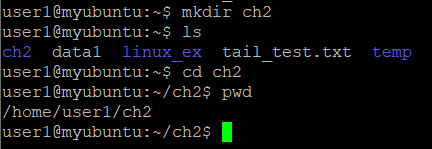 user1@myubuntu:~$ mkdir ch2
user1@myubuntu:~$ ls
ch2  data1  linux_ex  tail_test.txt  temp
user1@myubuntu:~$ cd ch2
user1@myubuntu:~/ch2$ pwd
/home/user1/ch2
user1@myubuntu:~/ch2$